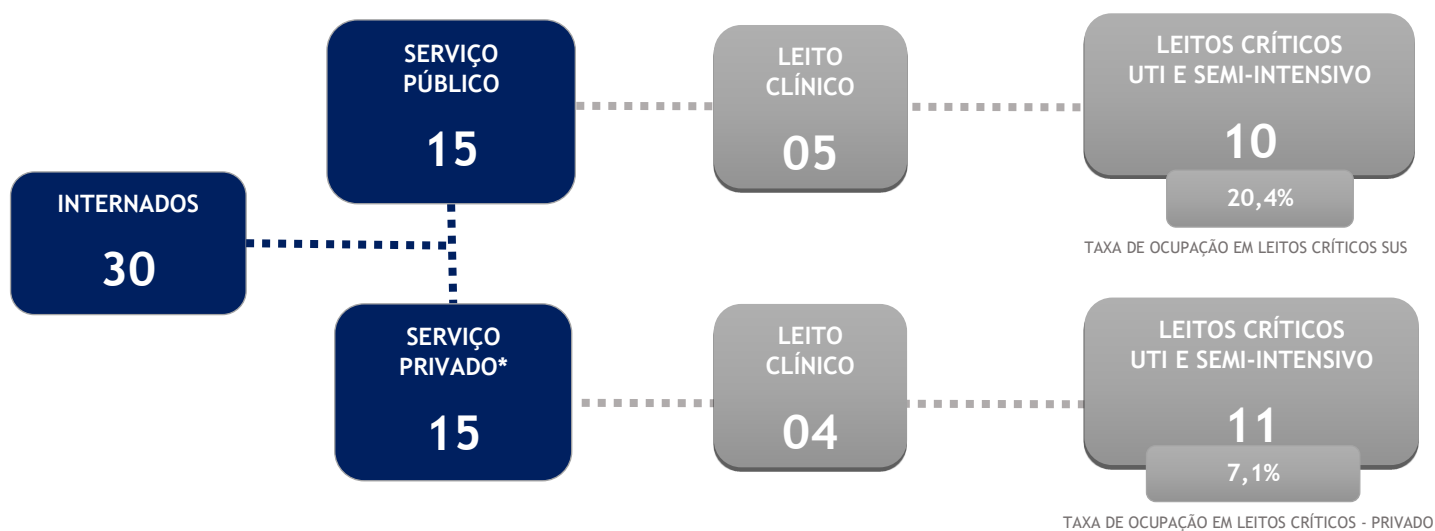 INTERNADOS
30
SERVIÇO
PÚBLICO
15
LEITO
CLÍNICO
05
LEITOS CRÍTICOS
UTI E SEMI-INTENSIVO
10
20,4%
TAXA DE OCUPAÇÃO EM LEITOS CRÍTICOS SUS
SERVIÇO
PRIVADO*
15
LEITO
CLÍNICO
04
LEITOS CRÍTICOS
UTI E SEMI-INTENSIVO
11
7,1%
TAXA DE OCUPAÇÃO EM LEITOS CRÍTICOS - PRIVADO